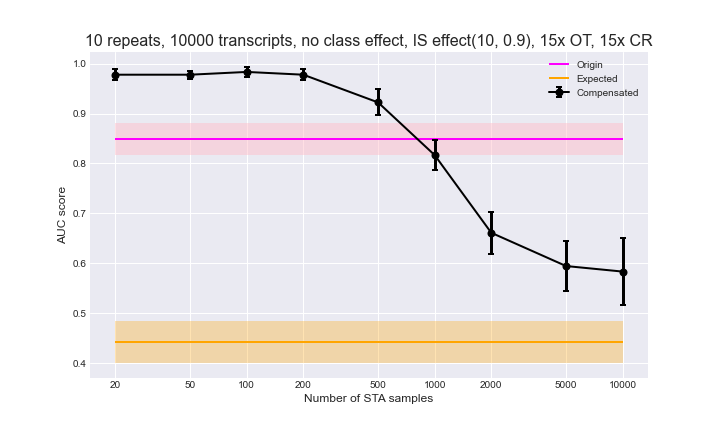 10 repeats, 10000 transcripts, no class effect, IS effect(10, 0.9), 15x OT, 15x CR
1.0
0.9
0.8
0.7
0.6
0.5
0.4
AUC score
Origin
Expected
Compensated
20 50 100 200 500 1000 2000 5000 10000
Number of STA samples